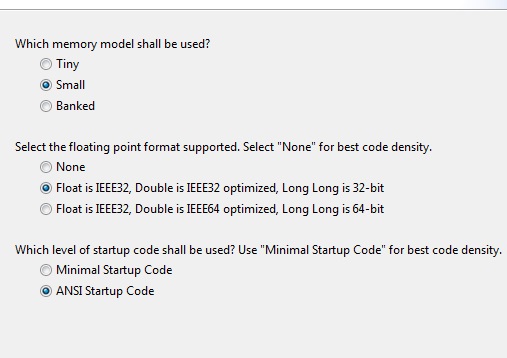 Which memory model shall be used?
Tiny
Small
Banked
Select the floating point format supported. Select "None" for best code density.
None
Float is IEEE32, Double is IEEE32 optimized, Long Long is 32-bit
Float is IEEE32, Double is IEEE64 optimized, Long Long is 64-bit
Which level of startup code shall be used? Use "Minimal Startup Code" for best code density.
Minimal Startup Code
ANSI Startup Code